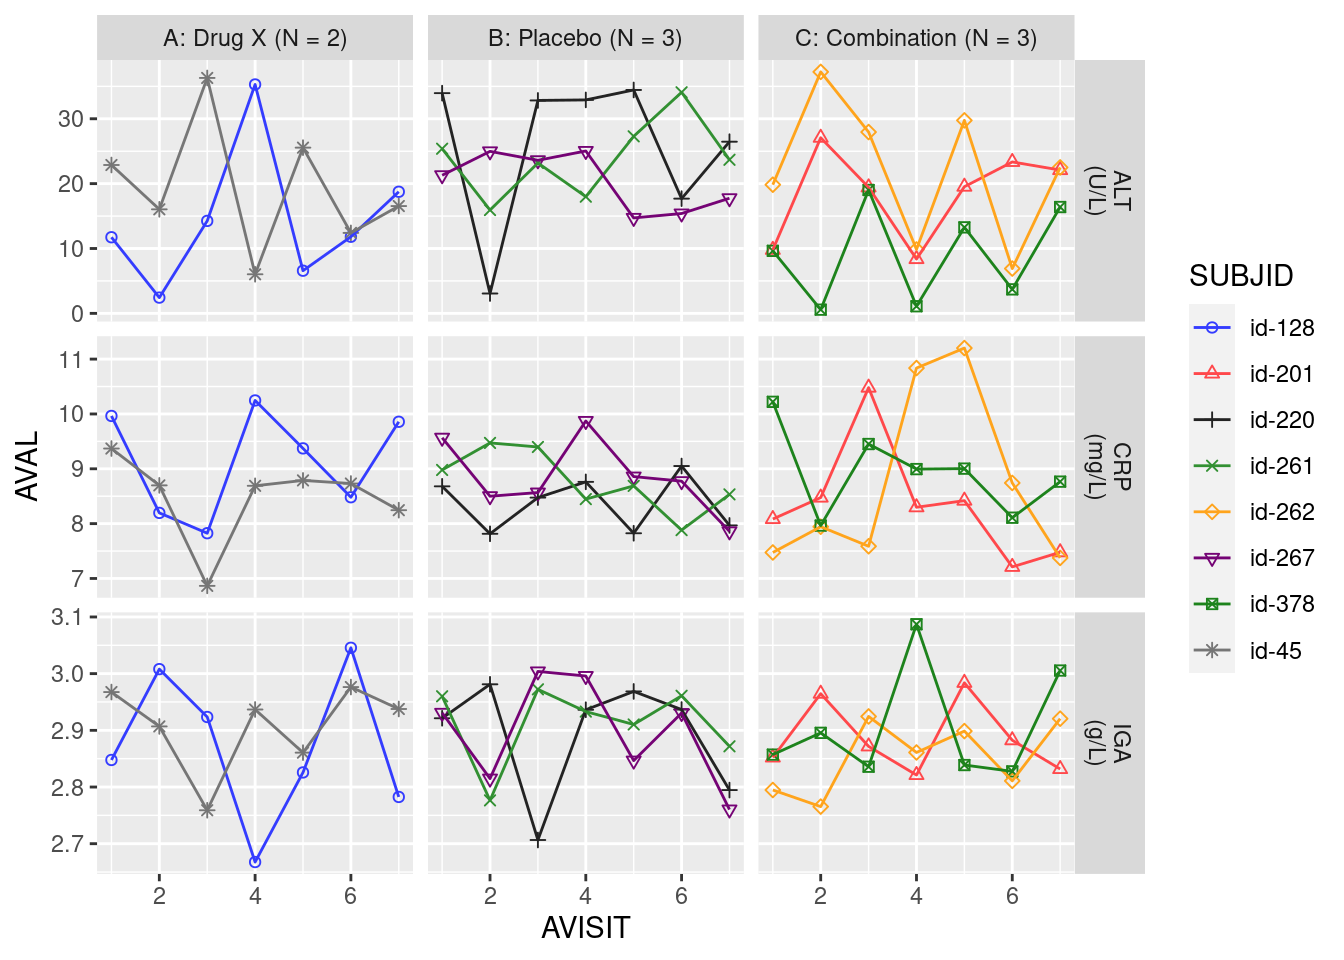 A: Drug X (N = 2)
B: Placebo (N = 3)
C: Combination (N = 3)
30
20
10
0
ALT
(U/L)
11
10
9
8
7
CRP
(mg/L)
3.1
3.0
2.9
2.8
2.7
IGA
(g/L)
AVAL
2 4 6
2 4 6
2 4 6
AVISIT
SUBJID
id-128
id-201
id-220
id-261
id-262
id-267
id-378
id-45